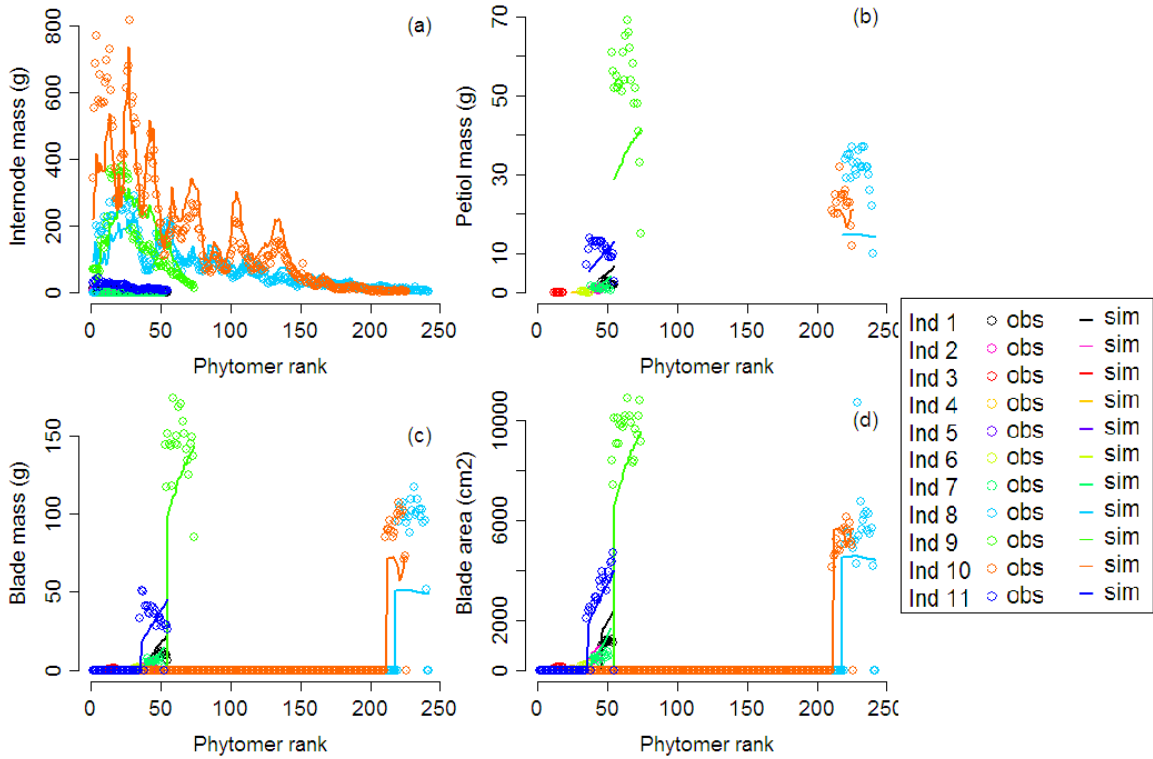 (a)
Internode mass (g)
0 200 400 600 800
0 50 100 150 200 250
Phytomer rank
(b)
Petiol mass (g)
0 10 30 50 70
0 50 100 150 200 250
Phytomer rank
(c)
Blade mass (g)
0 50 100 150
0 50 100 150 200 250
Phytomer rank
(d)
Blade area (cm2)
0 2000 6000 10000
0 50 100 150 200 250
Phytomer rank
Ind 1 obs sim
Ind 2 obs sim
Ind 3 obs sim
Ind 4 obs sim
Ind 5 obs sim
Ind 6 obs sim
Ind 7 obs sim
Ind 8 obs sim
Ind 9 obs sim
Ind 10 obs sim
Ind 11 obs sim